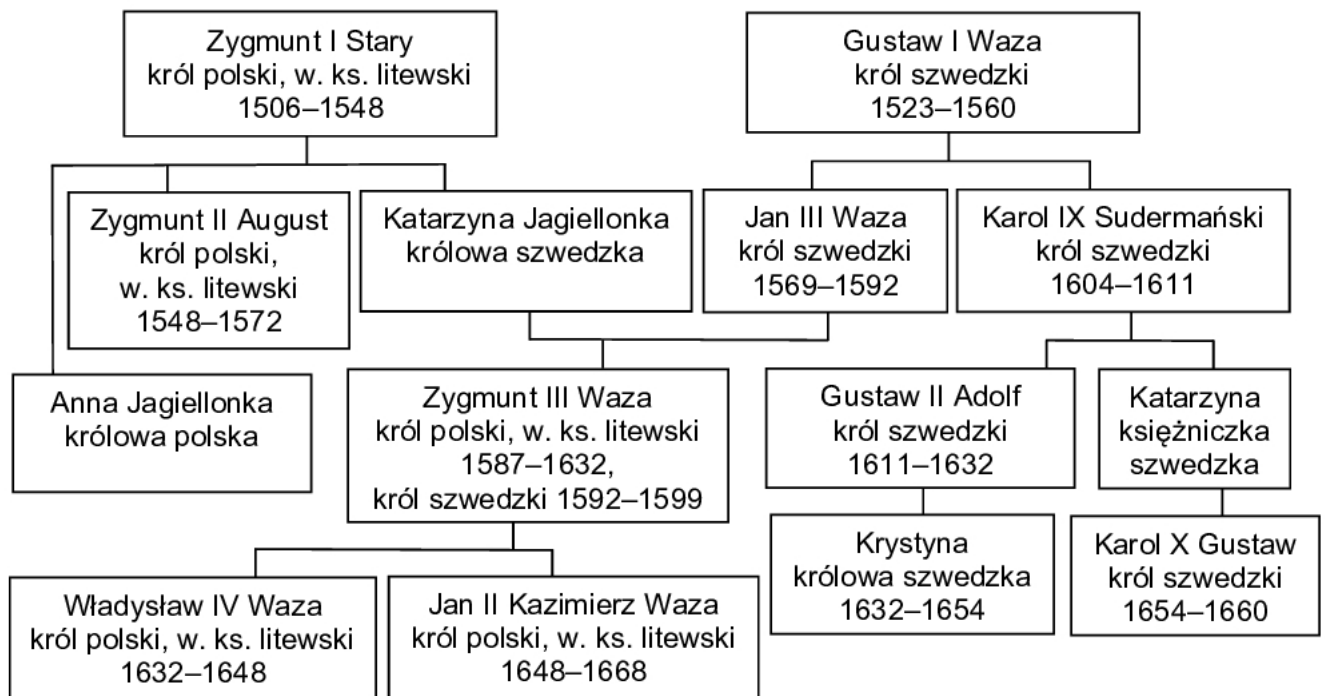 Zygmunt I Stary
król polski, w. ks. litewski
1506–1548
Gustaw I Waza
król szwedzki
1523–1560
Zygmunt II August
król polski,
w. ks. litewski
1548–1572
Katarzyna Jagiellonka
królowa szwedzka
Jan III Waza
król szwedzki
1569–1592
Karol IX Sudermański
król szwedzki
1604–1611
Anna Jagiellonka
królowa polska
Zygmunt III Waza
król polski, w. ks. litewski
1587–1632,
król szwedzki 1592–1599
Gustaw II Adolf
król szwedzki
1611–1632
Katarzyna
księżniczka
szwedzka
Krystyna
królowa szwedzka
1632–1654
Karol X Gustaw
król szwedzki
1654–1660
Władysław IV Waza
król polski, w. ks. litewski
1632–1648
Jan II Kazimierz Waza
król polski, w. ks. litewski
1648–1668